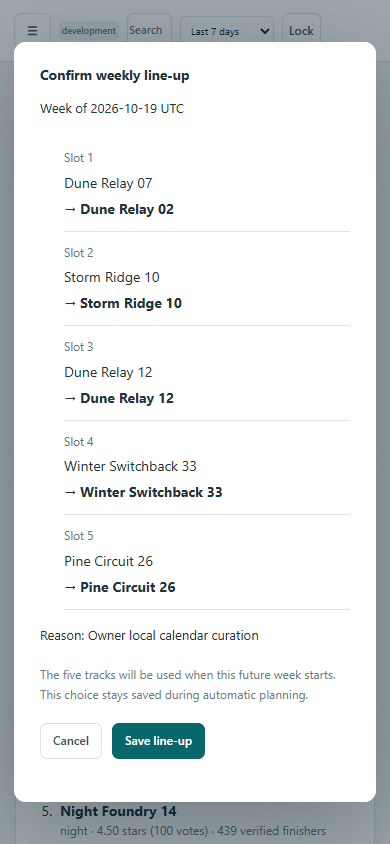 ☰ development Search Last 7 days Lock
Confirm weekly line-up
Week of 2026-10-19 UTC
Slot 1
Dune Relay 07
→ Dune Relay 02
Slot 2
Storm Ridge 10
→ Storm Ridge 10
Slot 3
Dune Relay 12
→ Dune Relay 12
Slot 4
Winter Switchback 33
→ Winter Switchback 33
Slot 5
Pine Circuit 26
→ Pine Circuit 26
Reason: Owner local calendar curation
The five tracks will be used when this future week starts.
This choice stays saved during automatic planning.
Cancel Save line-up
5. Night Foundry 14
night · 4.50 stars (100 votes) · 439 verified finishers